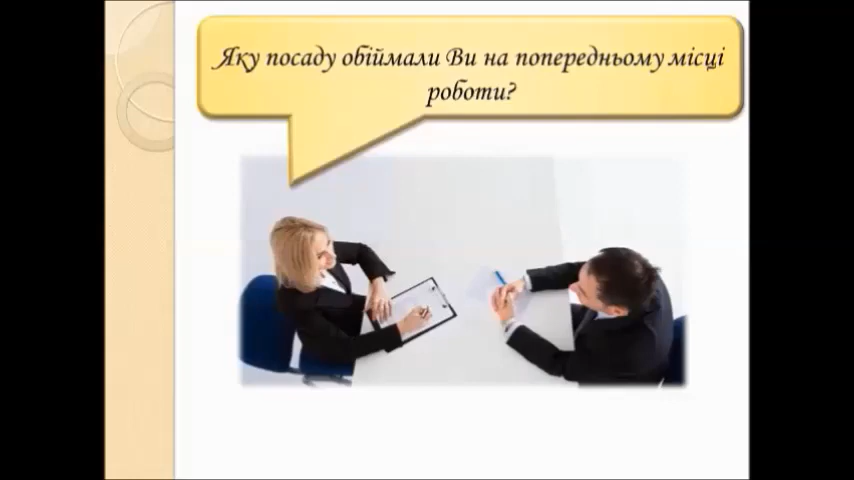 Яку посаду обіймали Ви на попередньому місці
роботи?